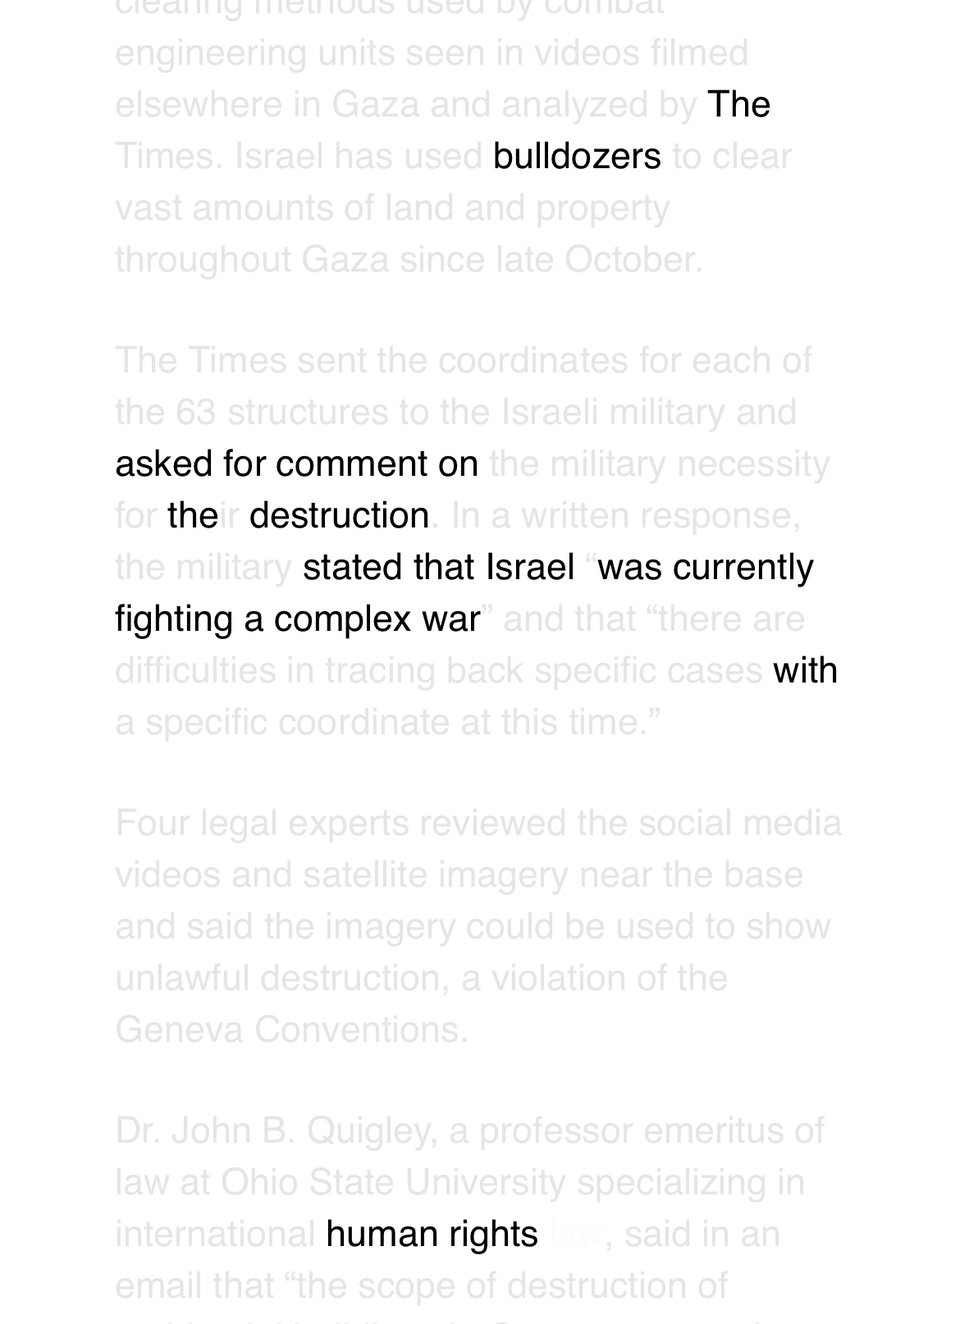 clearing methods used by combat
engineering units seen in videos filmed
elsewhere in Gaza and analyzed by The
Times. Israel has used bulldozers to clear
vast amounts of land and property
throughout Gaza since late October.
The Times sent the coordinates for each of
the 63 structures to the Israeli military and
asked for comment on the military necessity
for their destruction. In a written response,
the military stated that Israel “was currently
fighting a complex war” and that “there are
difficulties in tracing back specific cases with
a specific coordinate at this time.”
Four legal experts reviewed the social media
videos and satellite imagery near the base
and said the imagery could be used to show
unlawful destruction, a violation of the
Geneva Conventions.
Dr. John B. Quigley, a professor emeritus of
law at Ohio State University specializing in
international human rights law, said in an
email that “the scope of destruction of